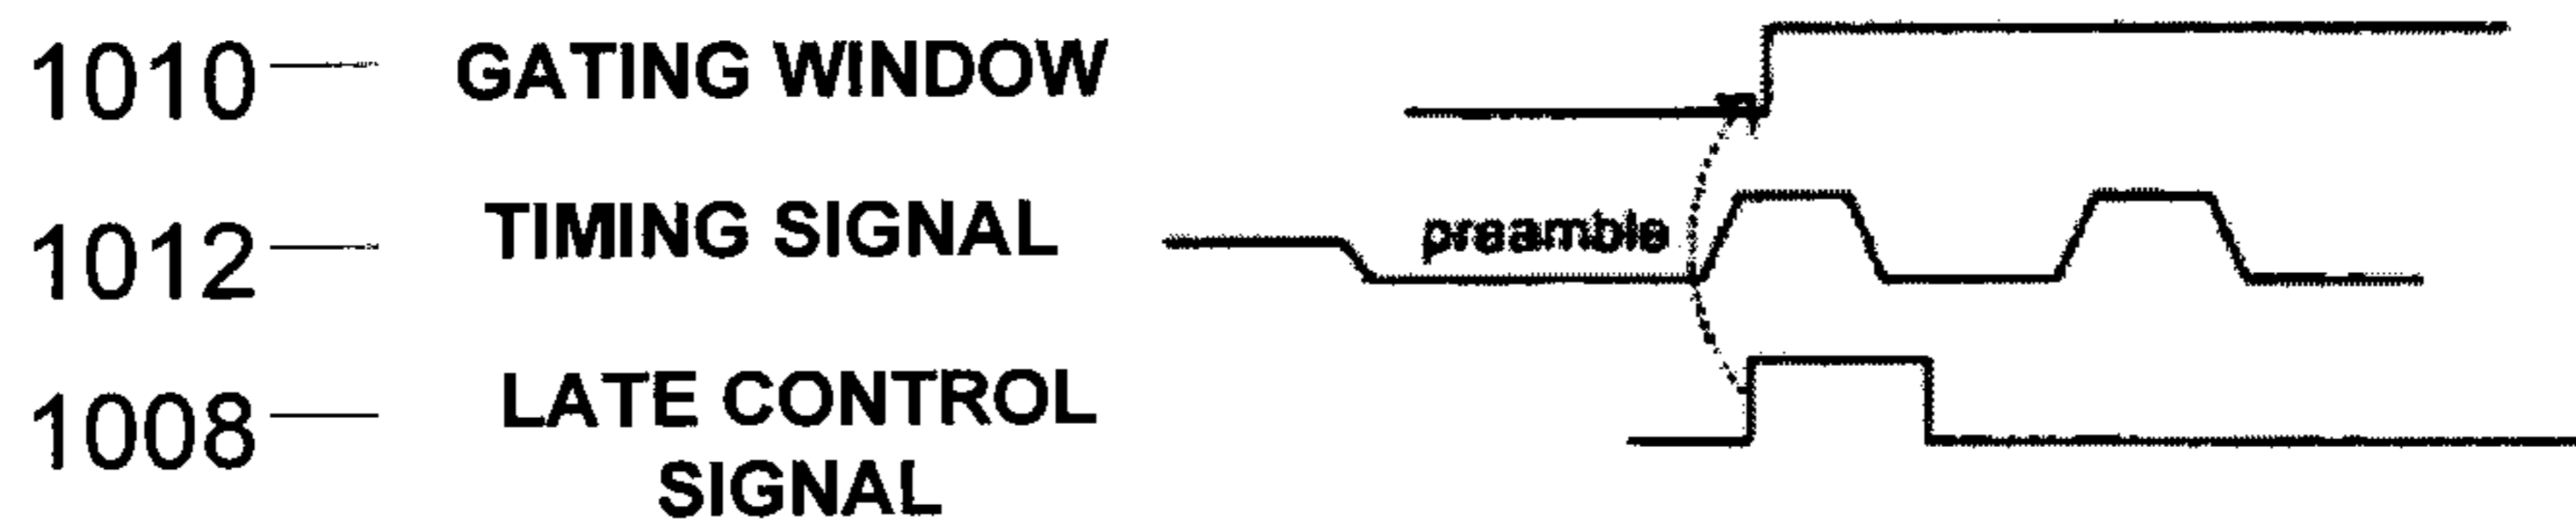 1010 GATING WINDOW
1012 TIMING SIGNAL preamble
1008 LATE CONTROL
SIGNAL